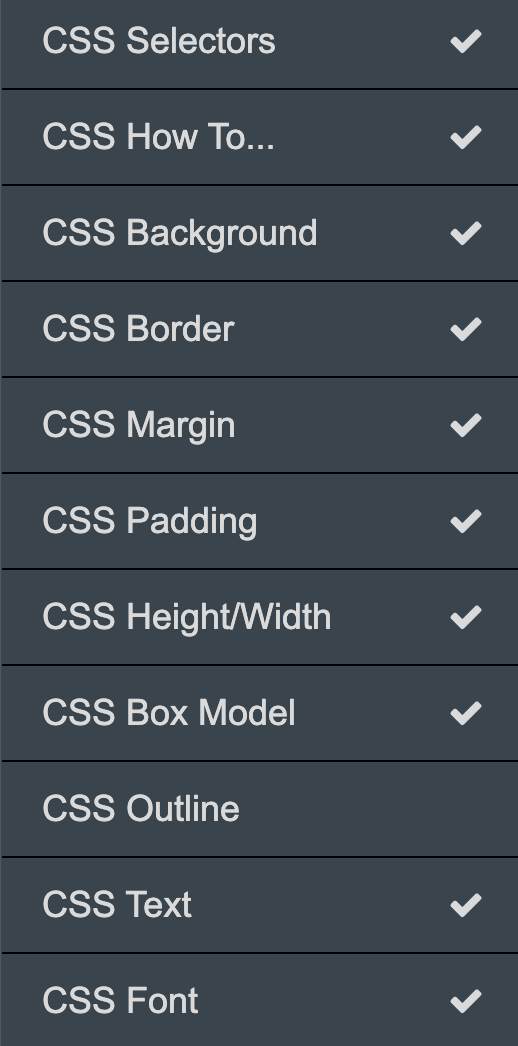 CSS Selectors
CSS How To...
CSS Background
CSS Border
CSS Margin
CSS Padding
CSS Height/Width
CSS Box Model
CSS Outline
CSS Text
CSS Font